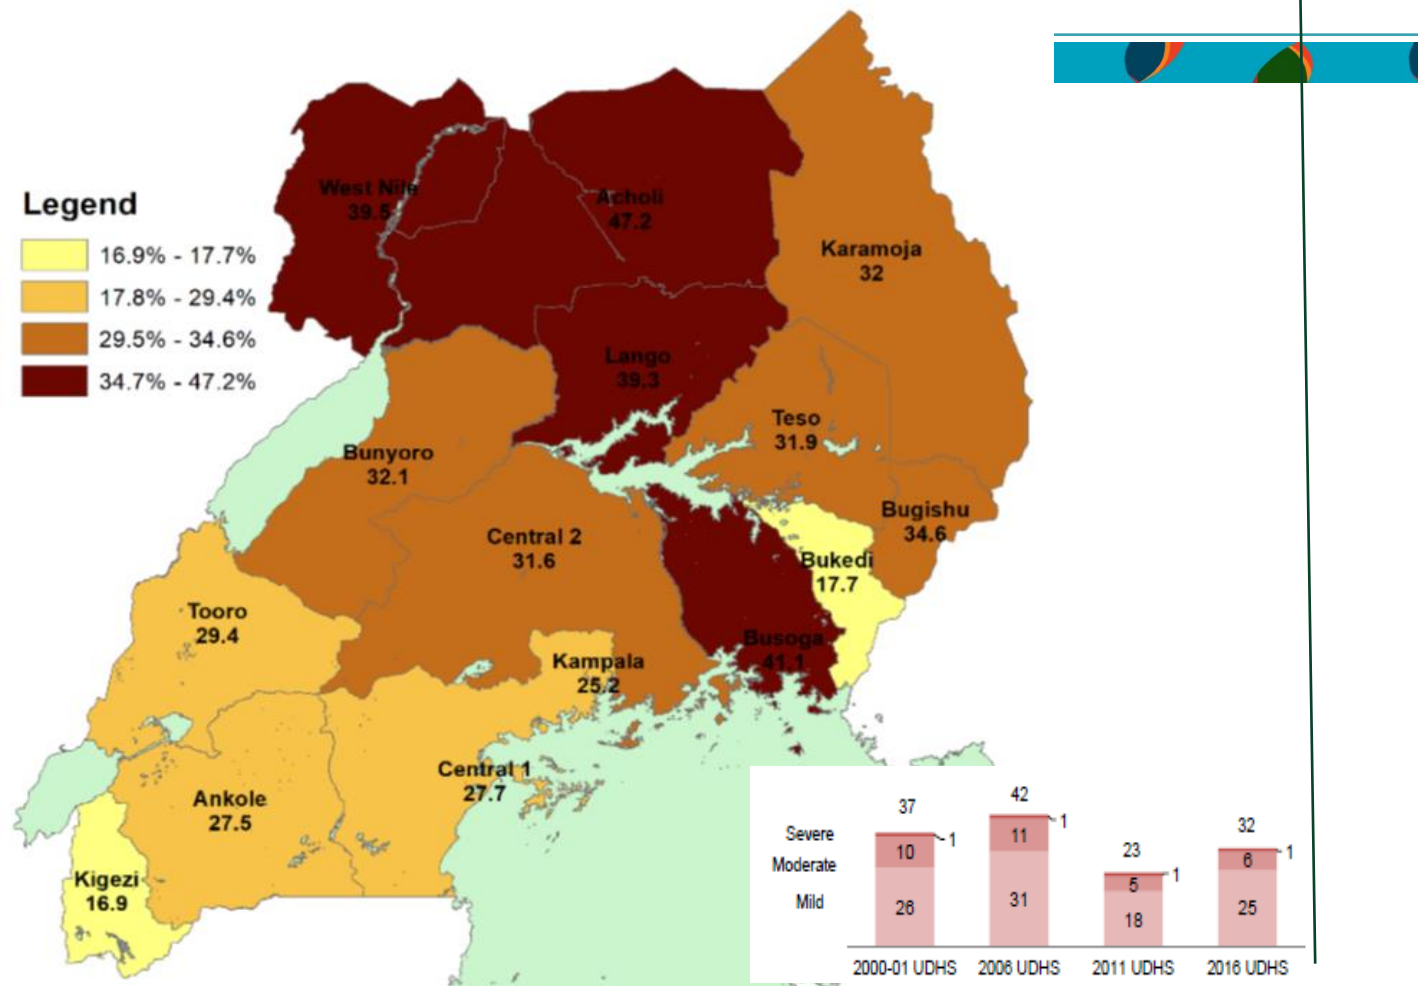 Legend
16.9% - 17.7%
17.8% - 29.4%
29.5% - 34.6%
34.7% - 47.2%
West Nile
39.5
Acholi
47.2
Karamoja
32
Lango
39.3
Teso
31.9
Bunyoro
32.1
Bugishu
34.6
Central 2
31.6
Bukedi
17.7
Tooro
29.4
Busoga
41.1
Kampala
25.2
Central 1
27.7
Ankole
27.5
Kigezi
16.9
Severe
Moderate
Mild
37
1
10
26
42
1
11
31
23
1
5
18
32
1
6
25
2000-01 UDHS
2006 UDHS
2011 UDHS
2016 UDHS